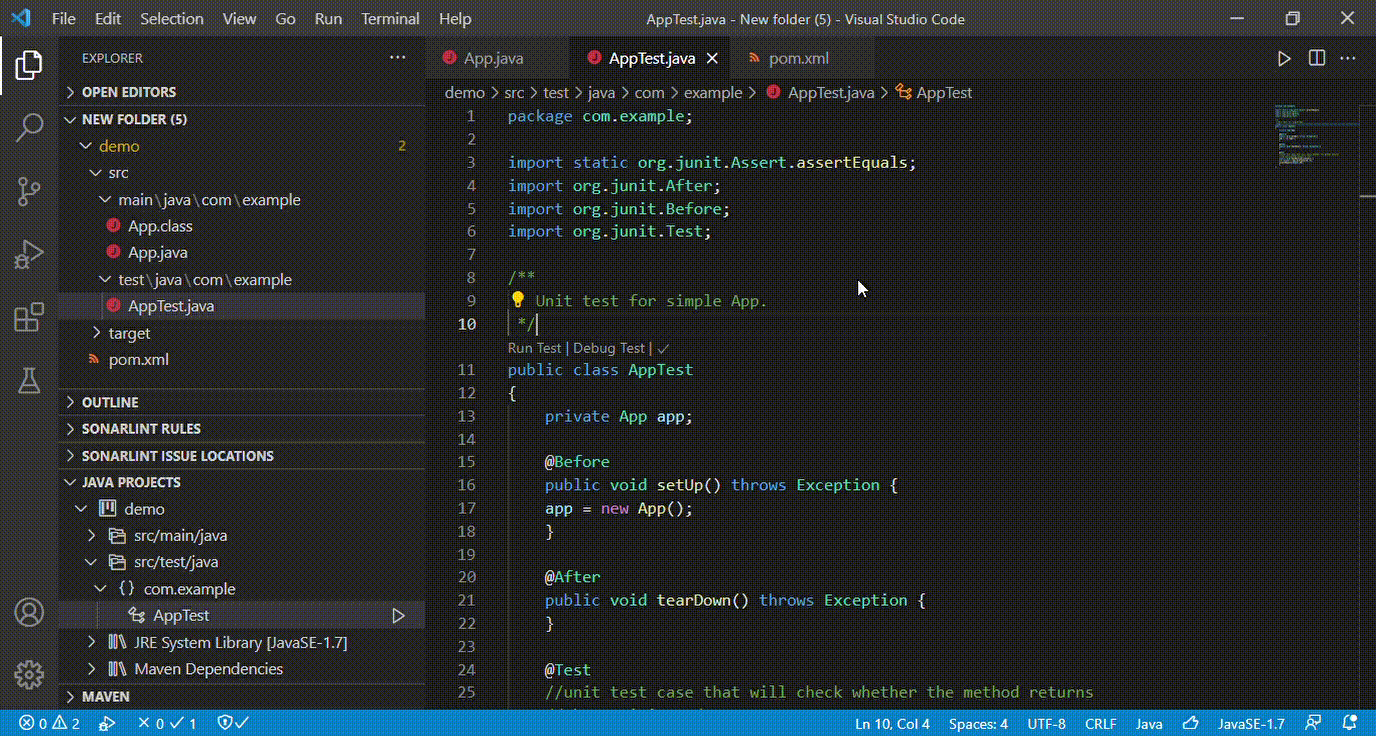 File Edit Selection View Go Run Terminal Help
AppTest.java - New folder (5) - Visual Studio Code
EXPLORER
OPEN EDITORS
NEW FOLDER (5)
demo 2
src
main\java\com\example
App.class
App.java
test\java\com\example
AppTest.java
target
pom.xml
OUTLINE
SONARLINT RULES
SONARLINT ISSUE LOCATIONS
JAVA PROJECTS
demo
src/main/java
src/test/java
{} com.example
AppTest
JRE System Library [JavaSE-1.7]
Maven Dependencies
MAVEN
App.java AppTest.java pom.xml
demo > src > test > java > com > example > AppTest.java > AppTest
1 package com.example;
2
3 import static org.junit.Assert.assertEquals;
4 import org.junit.After;
5 import org.junit.Before;
6 import org.junit.Test;
7
8 /**
9 Unit test for simple App.
10 */
Run Test | Debug Test | ✓
11 public class AppTest
12 {
13 private App app;
14
15 @Before
16 public void setUp() throws Exception {
17 app = new App();
18 }
19
20 @After
21 public void tearDown() throws Exception {
22 }
23
24 @Test
25 //unit test case that will check whether the method returns
0 2 0 1 Ln 10, Col 4 Spaces: 4 UTF-8 CRLF Java JavaSE-1.7